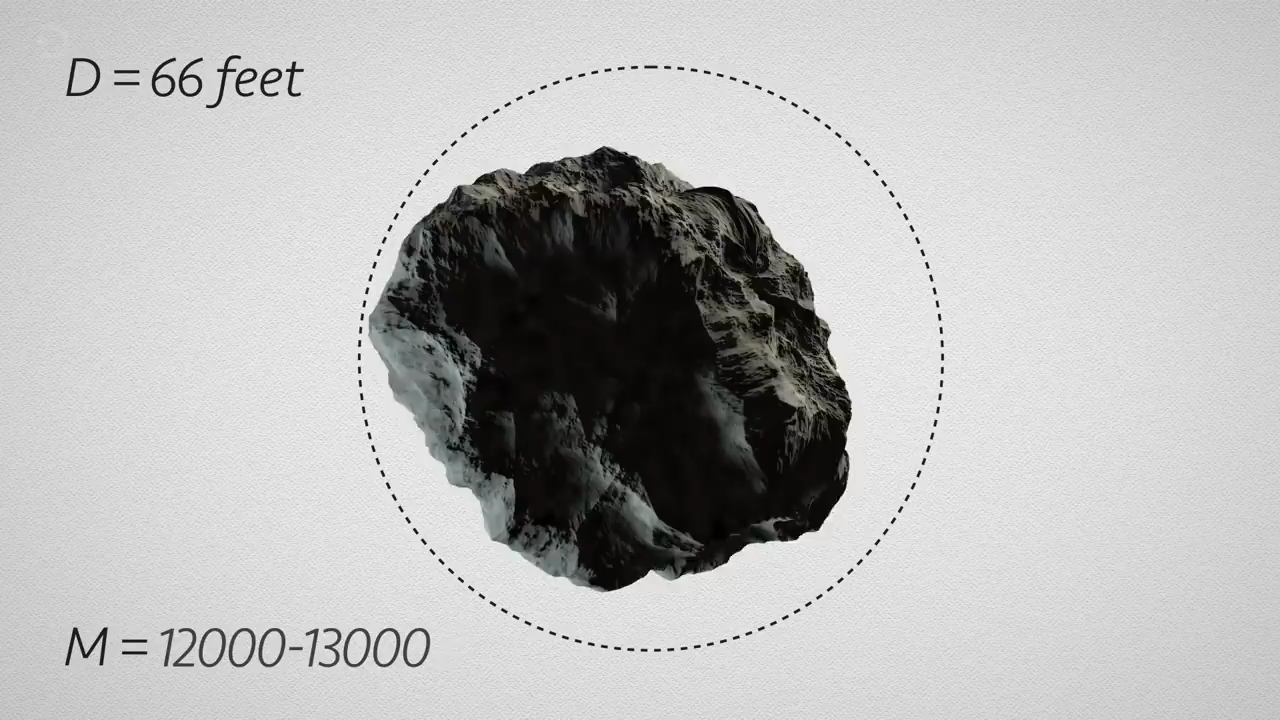 D = 66 feet
M = 12000-13000